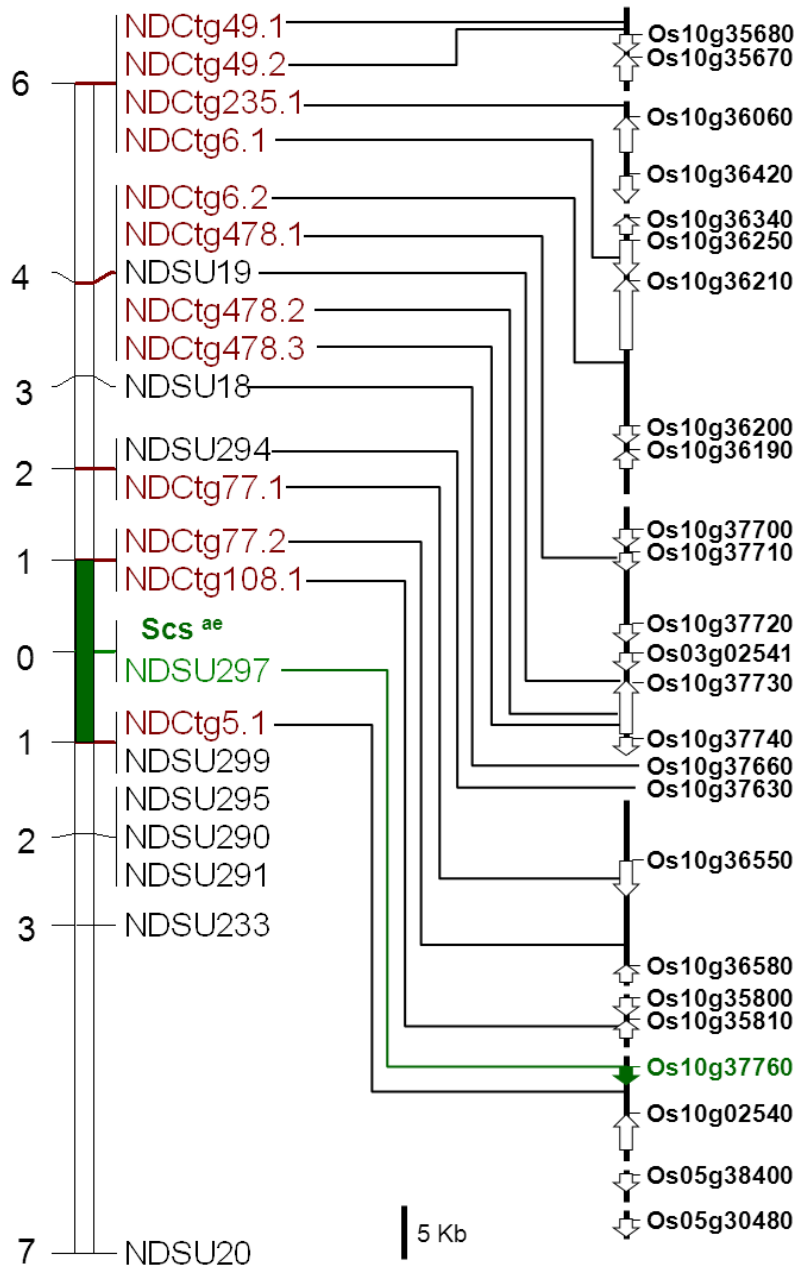 6
4
3
2
1
0
1
2
3
7
NDCtg49.1
NDCtg49.2
NDCtg235.1
NDCtg6.1
NDCtg6.2
NDCtg478.1
NDSU19
NDCtg478.2
NDCtg478.3
NDSU18
NDSU294
NDCtg77.1
NDCtg77.2
NDCtg108.1
Scs ae
NDSU297
NDCtg5.1
NDSU299
NDSU295
NDSU290
NDSU291
NDSU233
NDSU20
5 Kb
Os10g35680
Os10g35670
Os10g36060
Os10g36420
Os10g36340
Os10g36250
Os10g36210
Os10g36200
Os10g36190
Os10g37700
Os10g37710
Os10g37720
Os03g02541
Os10g37730
Os10g37740
Os10g37660
Os10g37630
Os10g36550
Os10g36580
Os10g35800
Os10g35810
Os10g37760
Os10g02540
Os05g38400
Os05g30480